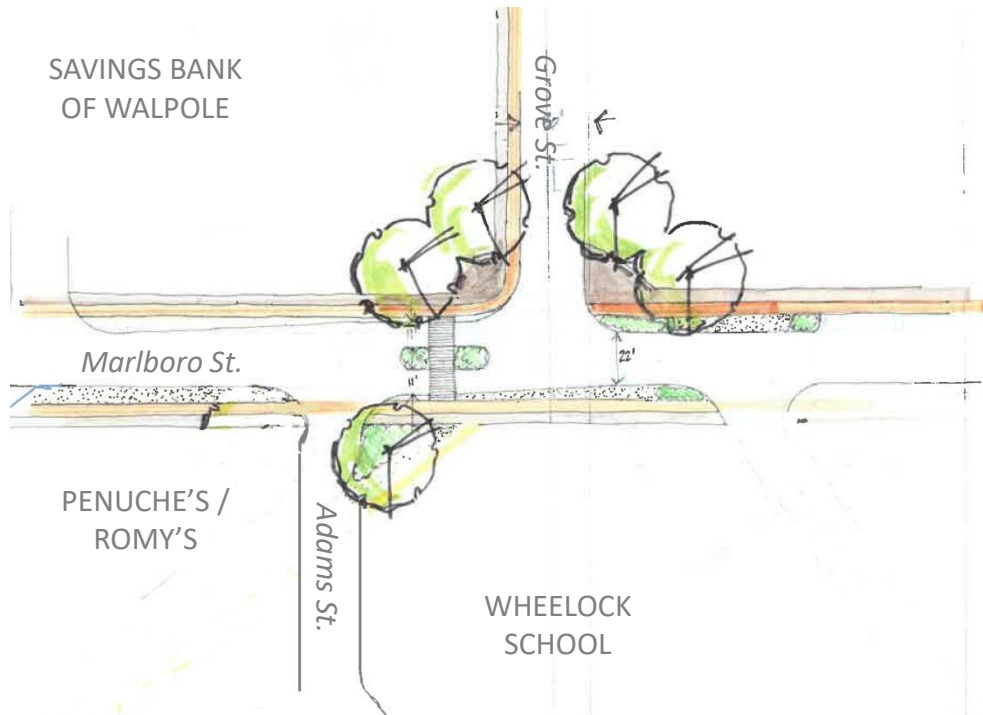 SAVINGS BANK
OF WALPOLE
Grove St.
Marlboro St.
22'
11'
PENUCHE'S /
ROMY'S
Adams St.
WHEELOCK
SCHOOL